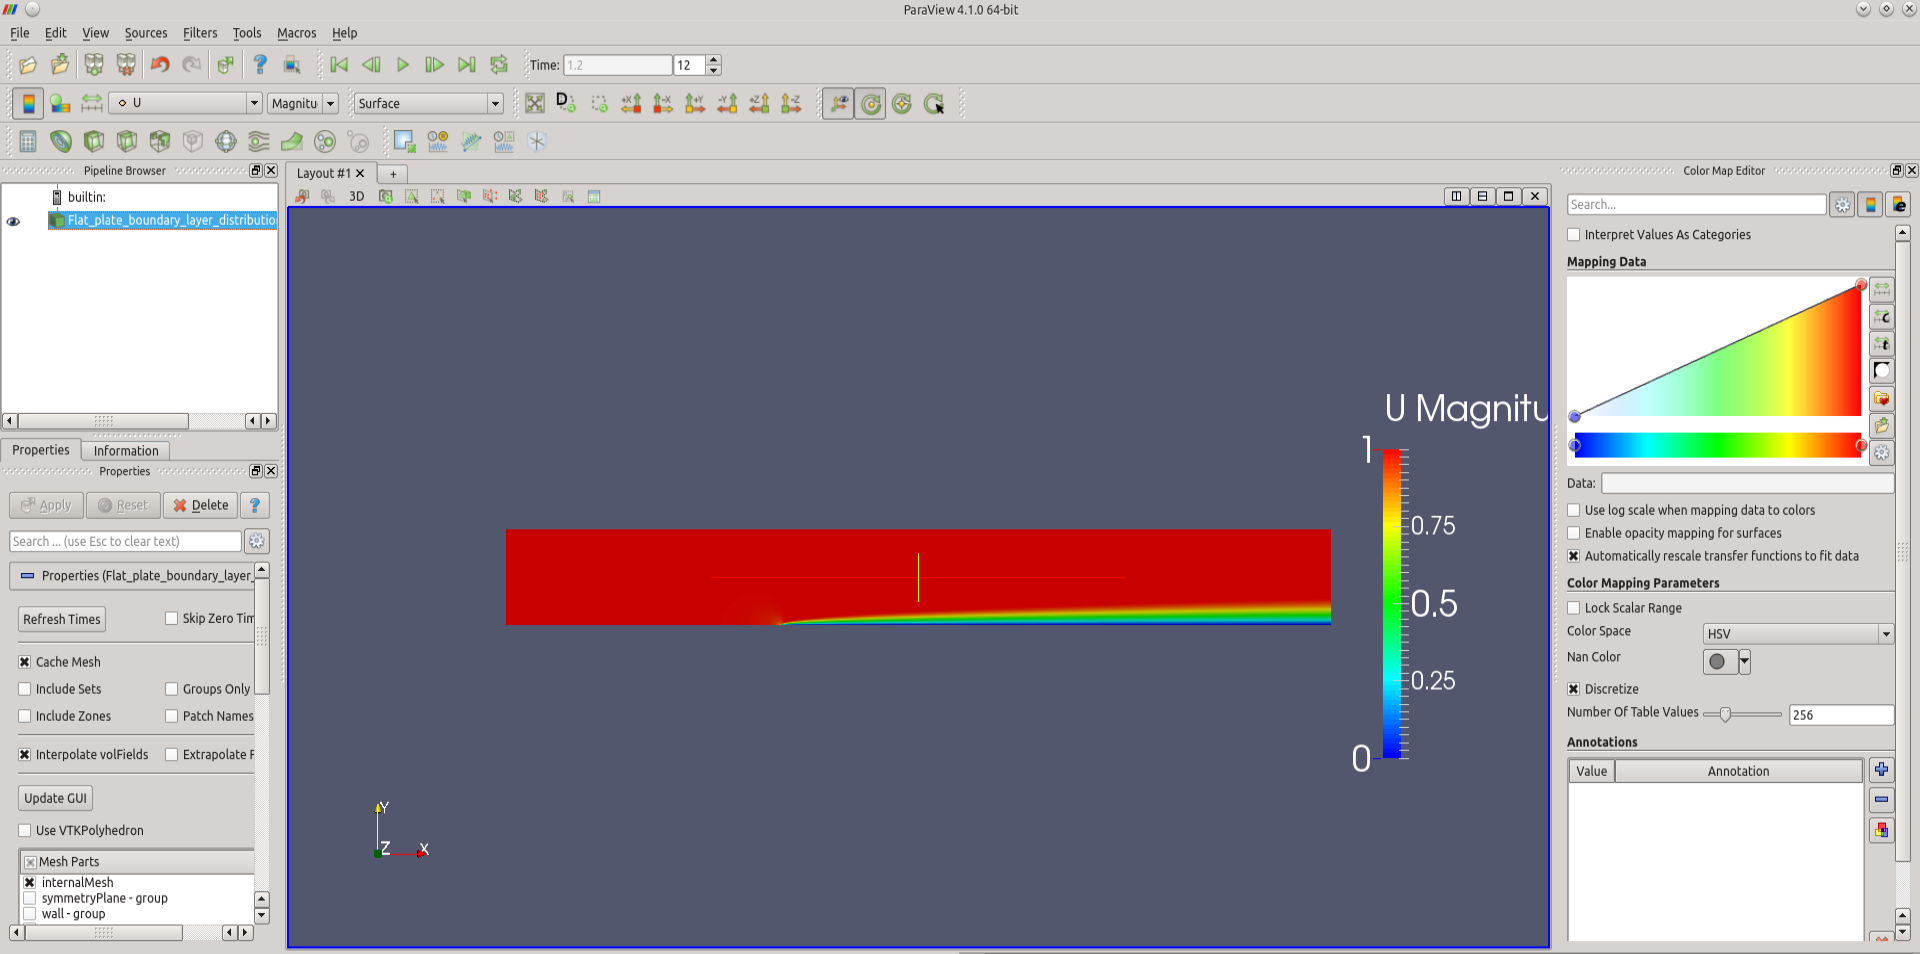 ParaView 4.1.0 64-bit
File Edit View Sources Filters Tools Macros Help
Time: 1.2 12
U Magnitu Surface
Pipeline Browser
builtin:
Flat_plate_boundary_layer_distributio
Properties Information
Properties
Apply Reset Delete ?
Search ... (use Esc to clear text)
Properties (Flat_plate_boundary_layer_
Refresh Times Skip Zero Tim
Cache Mesh
Include Sets Groups Only
Include Zones Patch Names
Interpolate volFields Extrapolate F
Update GUI
Use VTKPolyhedron
Mesh Parts
internalMesh
symmetryPlane - group
wall - group
Layout #1
+
3D
U Magnitu
1
0.75
0.5
0.25
0
Y
Z X
Color Map Editor
Search...
Interpret Values As Categories
Mapping Data
Data:
Use log scale when mapping data to colors
Enable opacity mapping for surfaces
Automatically rescale transfer functions to fit data
Color Mapping Parameters
Lock Scalar Range
Color Space HSV
Nan Color
Discretize
Number Of Table Values 256
Annotations
Value Annotation